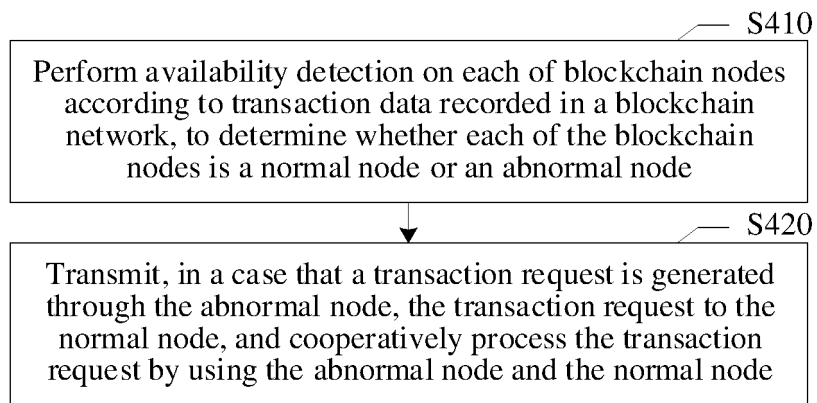 S410
Perform availability detection on each of blockchain nodes
according to transaction data recorded in a blockchain
network, to determine whether each of the blockchain
nodes is a normal node or an abnormal node
S420
Transmit, in a case that a transaction request is generated
through the abnormal node, the transaction request to the
normal node, and cooperatively process the transaction
request by using the abnormal node and the normal node